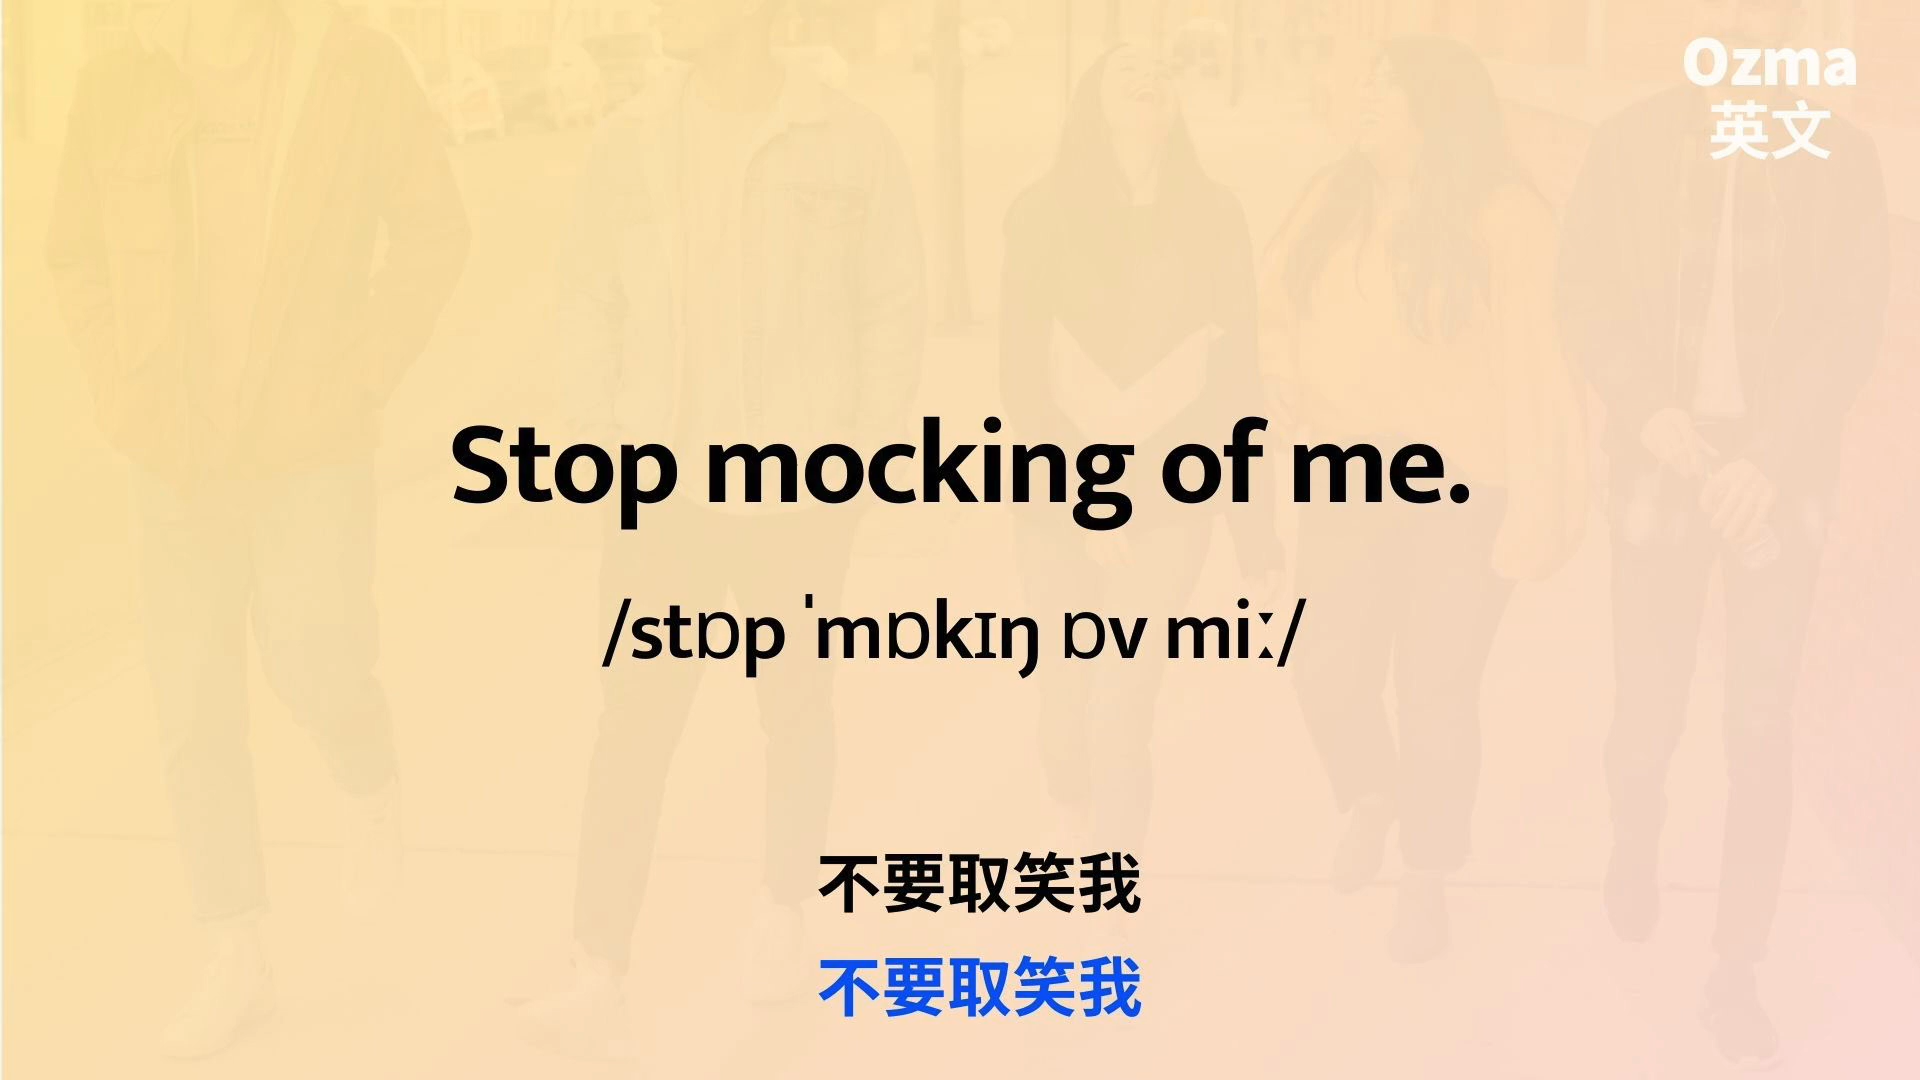 Ozma
英文
Stop mocking of me.
/stɒp ˈmɒkɪŋ ɒv miː/
不要取笑我
不要取笑我